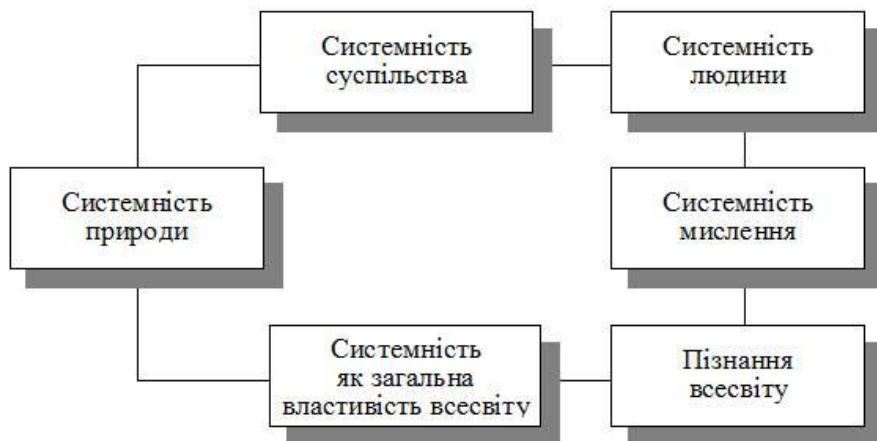 Системність
суспільства
Системність
людини
Системність
природи
Системність
мислення
Системність
як загальна
властивість всесвіту
Пізнання
всесвіту